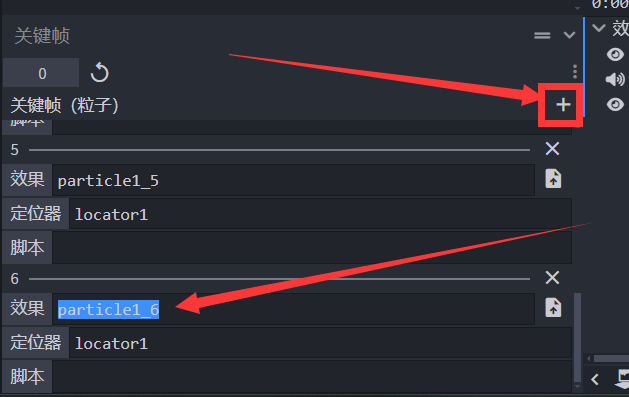 0:00
关键帧
效
0
关键帧（粒子）
脚本
5
效果 particle1_5
定位器 locator1
脚本
6
效果 particle1_6
定位器 locator1
脚本